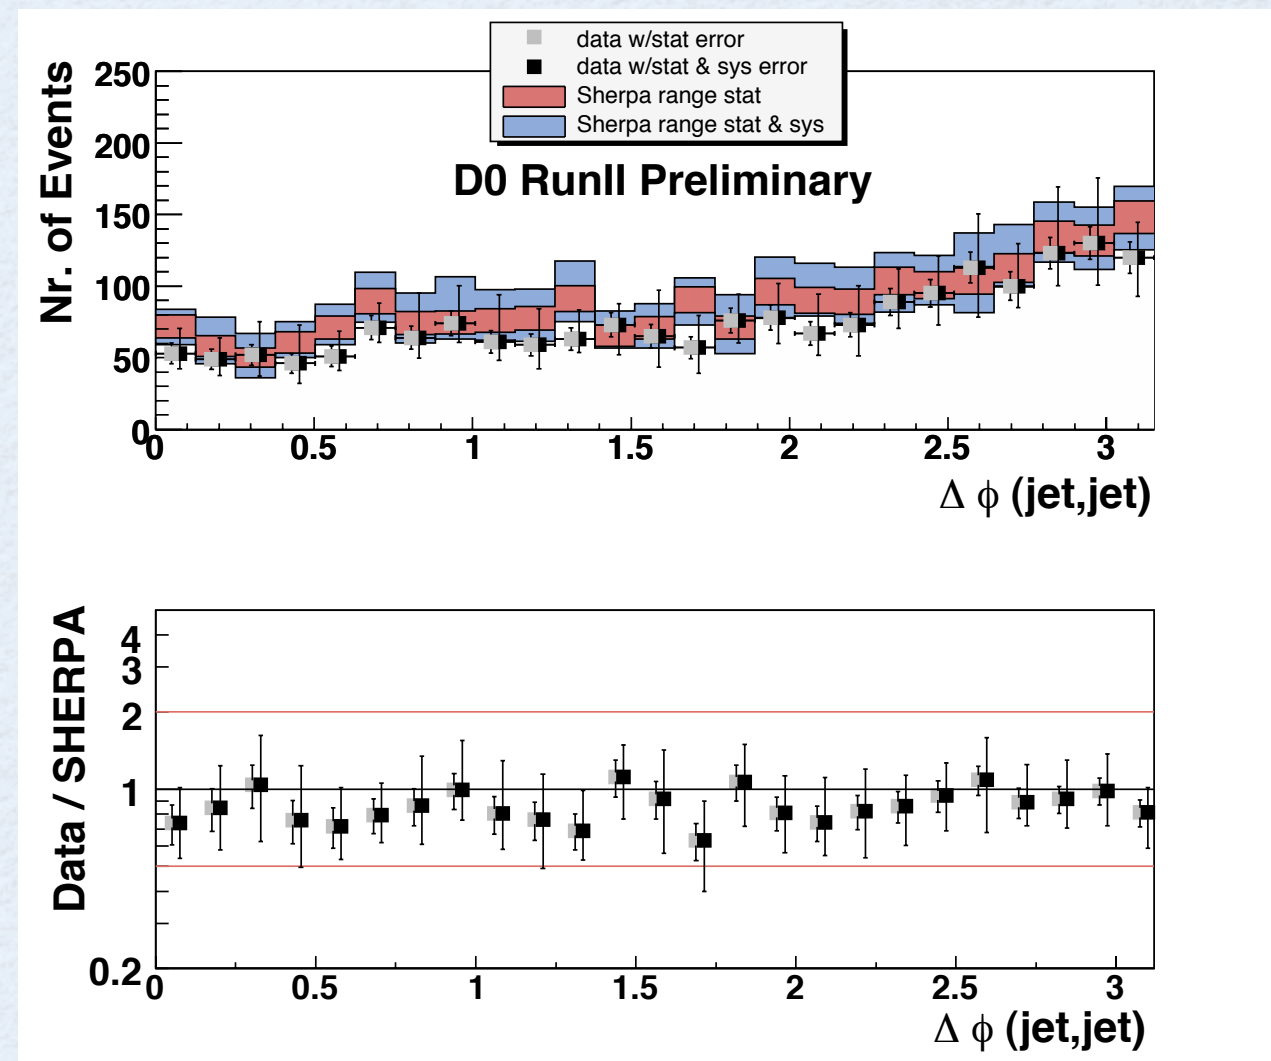 data w/stat error
data w/stat & sys error
Sherpa range stat
Sherpa range stat & sys
D0 RunII Preliminary
Nr. of Events
250
200
150
100
50
0
0 0.5 1 1.5 2 2.5 3
Δ ϕ (jet,jet)
Data / SHERPA
4
3
2
1
0.2
0 0.5 1 1.5 2 2.5 3
Δ ϕ (jet,jet)